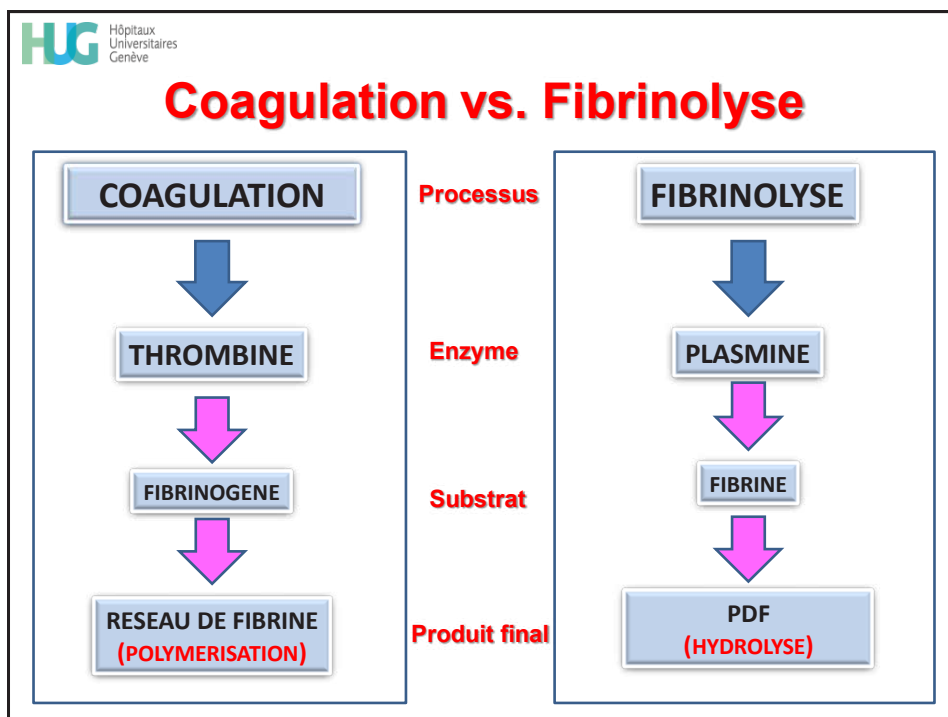 HUG
Hôpitaux
Universitaires
Genève
Coagulation vs. Fibrinolyse
COAGULATION
Processus
FIBRINOLYSE
THROMBINE
Enzyme
PLASMINE
FIBRINOGENE
Substrat
FIBRINE
RESEAU DE FIBRINE
(POLYMERISATION)
Produit final
PDF
(HYDROLYSE)